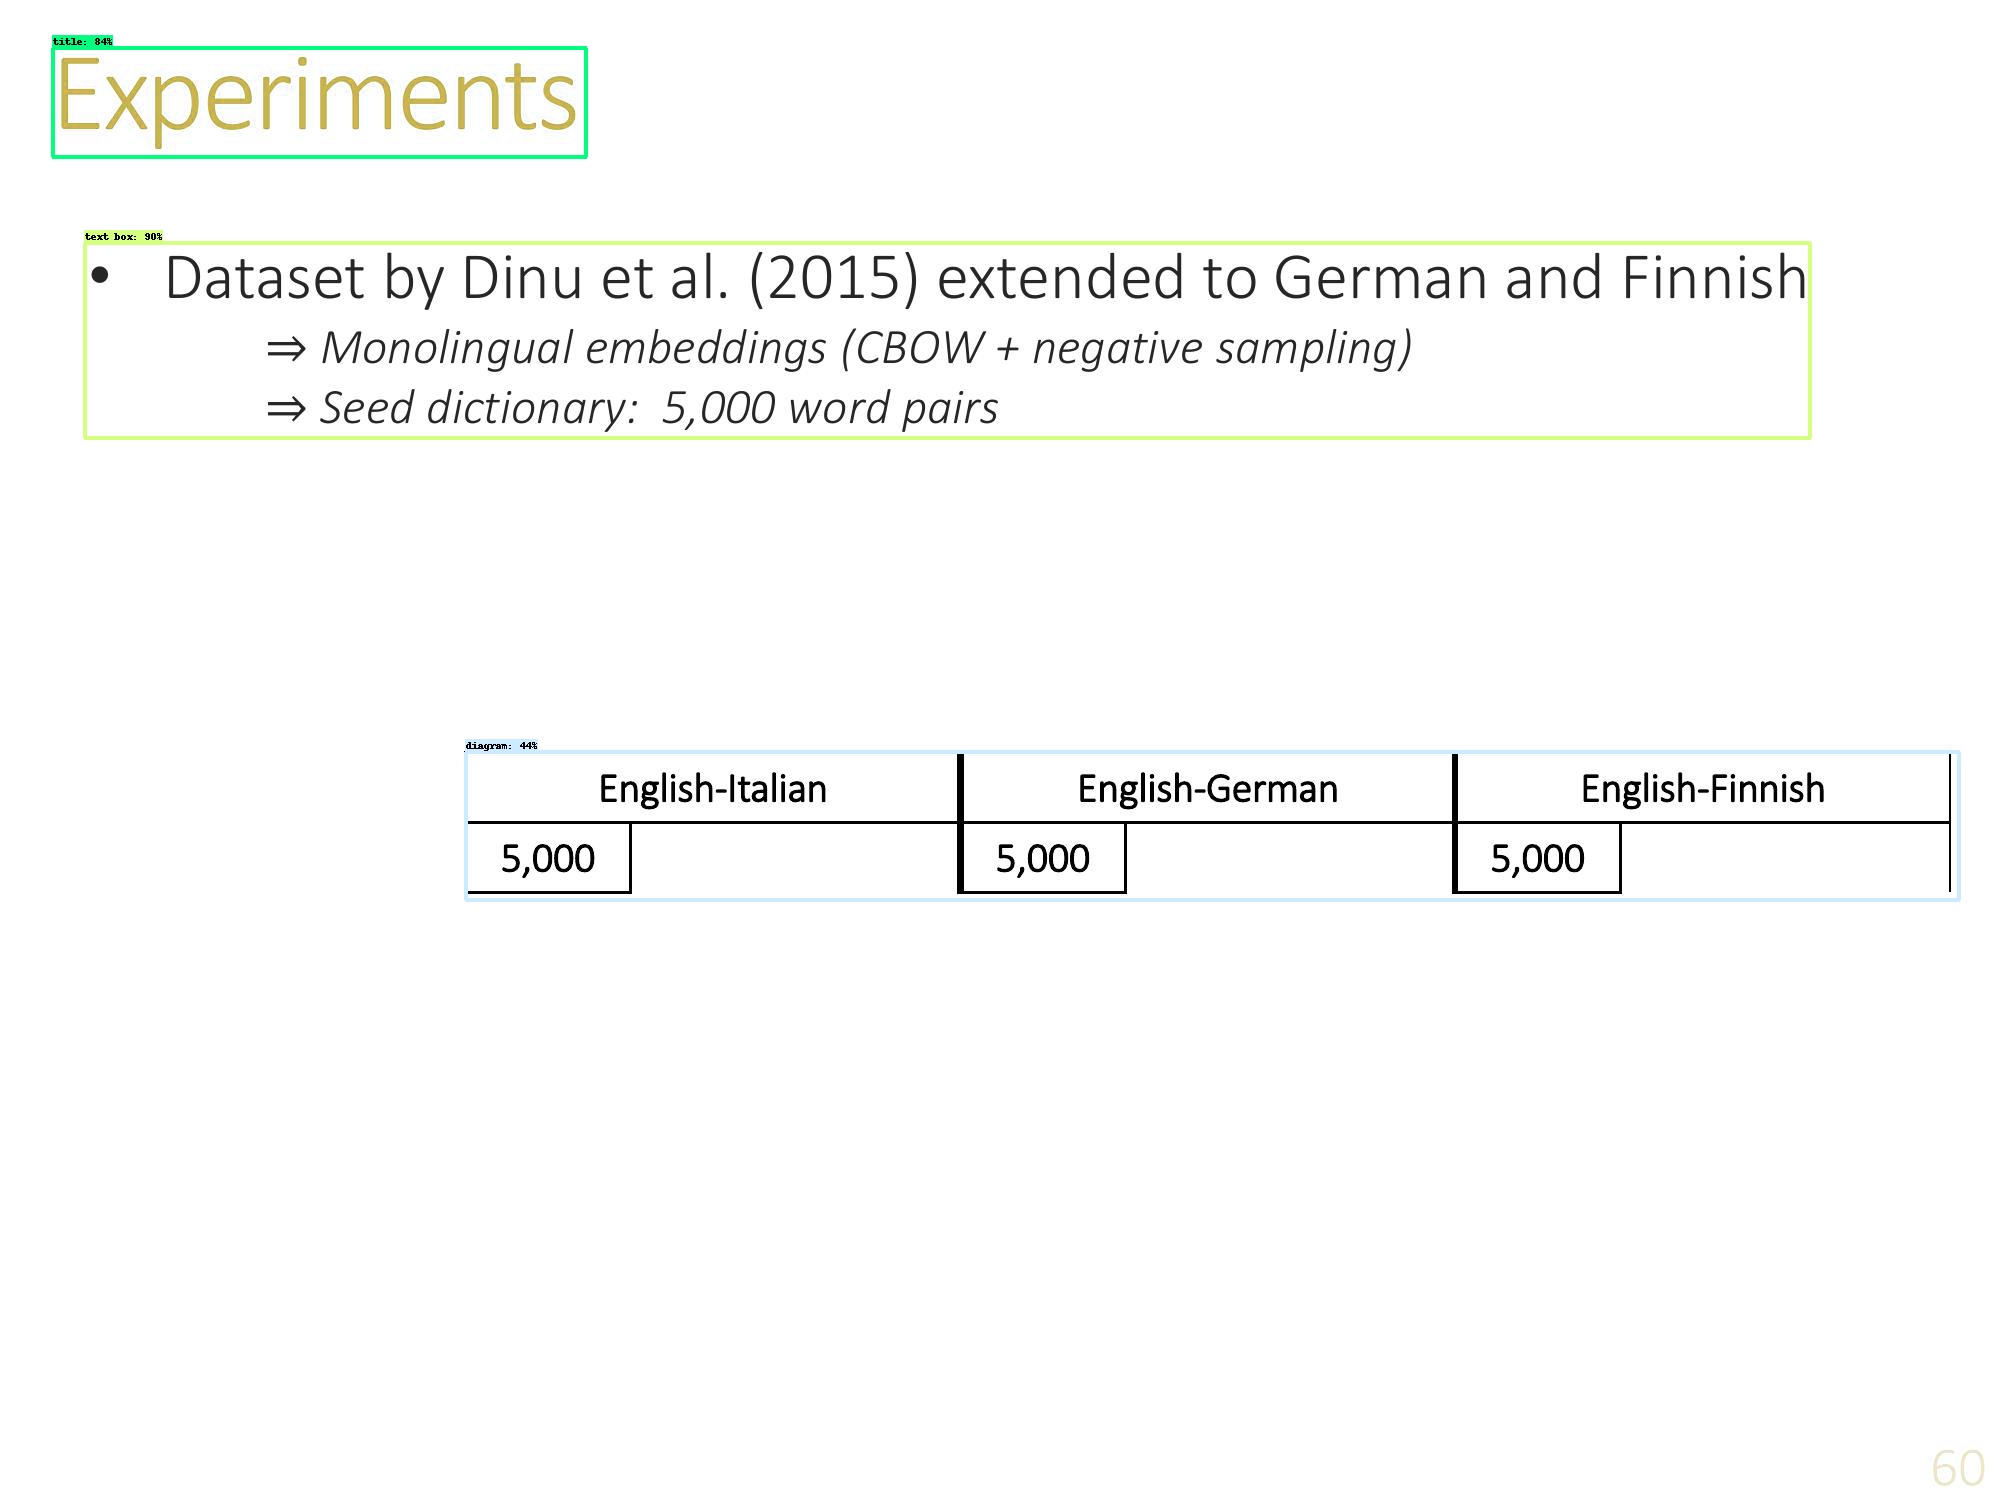 title: 84%
Experiments
text box: 90%
• Dataset by Dinu et al. (2015) extended to German and Finnish
⇒ Monolingual embeddings (CBOW + negative sampling)
⇒ Seed dictionary: 5,000 word pairs
diagram: 44%
English-Italian English-German English-Finnish
5,000 5,000 5,000
60